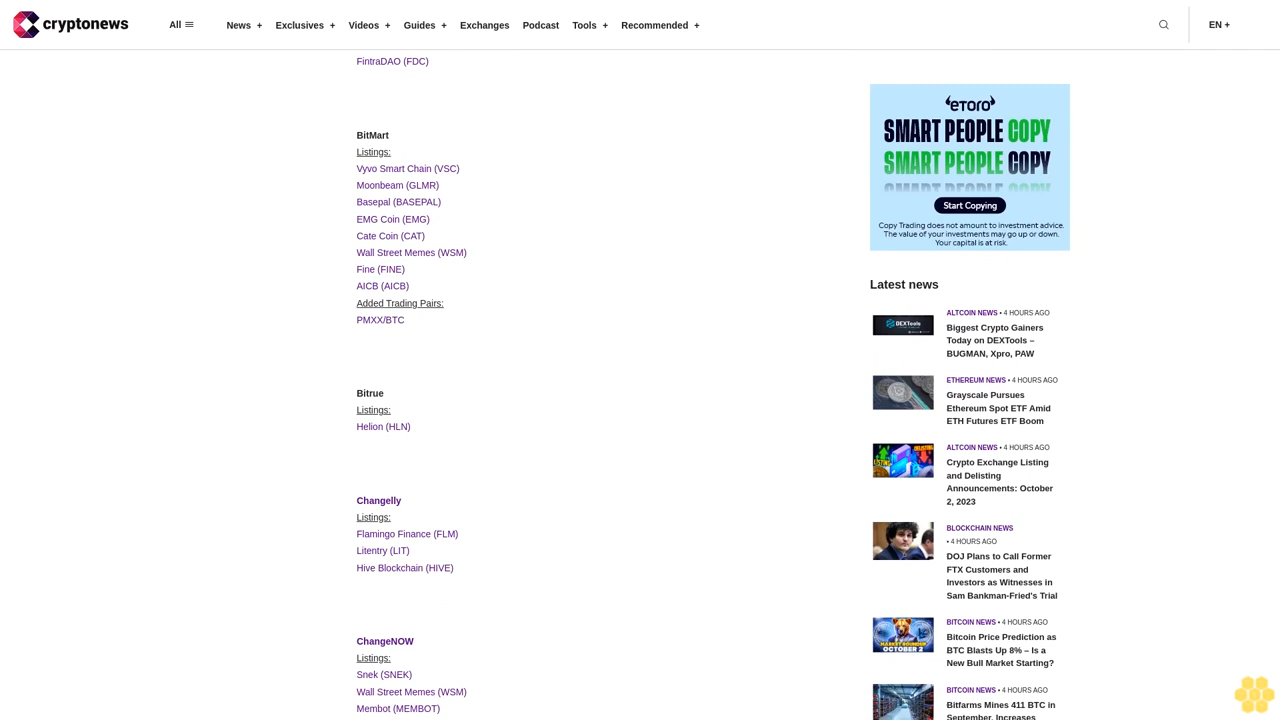 cryptonews
All
News +
Exclusives +
Videos +
Guides +
Exchanges
Podcast
Tools +
Recommended +
EN +
FintraDAO (FDC)
BitMart
Listings:
Vyvo Smart Chain (VSC)
Moonbeam (GLMR)
Basepal (BASEPAL)
EMG Coin (EMG)
Cate Coin (CAT)
Wall Street Memes (WSM)
Fine (FINE)
AICB (AICB)
Added Trading Pairs:
PMXX/BTC
Bitrue
Listings:
Helion (HLN)
Changelly
Listings:
Flamingo Finance (FLM)
Litentry (LIT)
Hive Blockchain (HIVE)
ChangeNOW
Listings:
Snek (SNEK)
Wall Street Memes (WSM)
Membot (MEMBOT)
eToro
SMART PEOPLE COPY
SMART PEOPLE COPY
SMART PEOPLE COPY
Start Copying
Copy Trading does not amount to investment advice.
The value of your investments may go up or down.
Your capital is at risk.
Latest news
DEXTools
ALTCOIN NEWS • 4 HOURS AGO
Biggest Crypto Gainers
Today on DEXTools –
BUGMAN, Xpro, PAW
ETHEREUM NEWS • 4 HOURS AGO
Grayscale Pursues
Ethereum Spot ETF Amid
ETH Futures ETF Boom
LISTING
DELISTING
ALTCOIN NEWS • 4 HOURS AGO
Crypto Exchange Listing
and Delisting
Announcements: October
2, 2023
BLOCKCHAIN NEWS
• 4 HOURS AGO
DOJ Plans to Call Former
FTX Customers and
Investors as Witnesses in
Sam Bankman-Fried's Trial
MARKET ROUNDUP
OCTOBER 2
BITCOIN NEWS • 4 HOURS AGO
Bitcoin Price Prediction as
BTC Blasts Up 8% – Is a
New Bull Market Starting?
BITCOIN NEWS • 4 HOURS AGO
Bitfarms Mines 411 BTC in
September, Increases